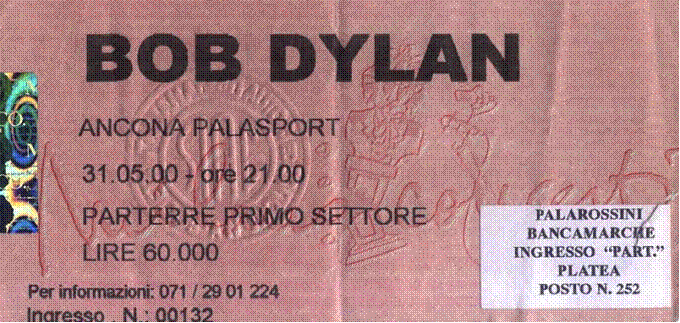 BOB DYLAN
ANCONA PALASPORT
31.05.00 - ore 21.00
PARTERRE PRIMO SETTORE
LIRE 60.000
PALAROSSINI
BANCAMARCHE
INGRESSO “PART.”
PLATEA
POSTO N. 252
Per informazioni: 071 / 29 01 224
Ingresso . N.: 00132